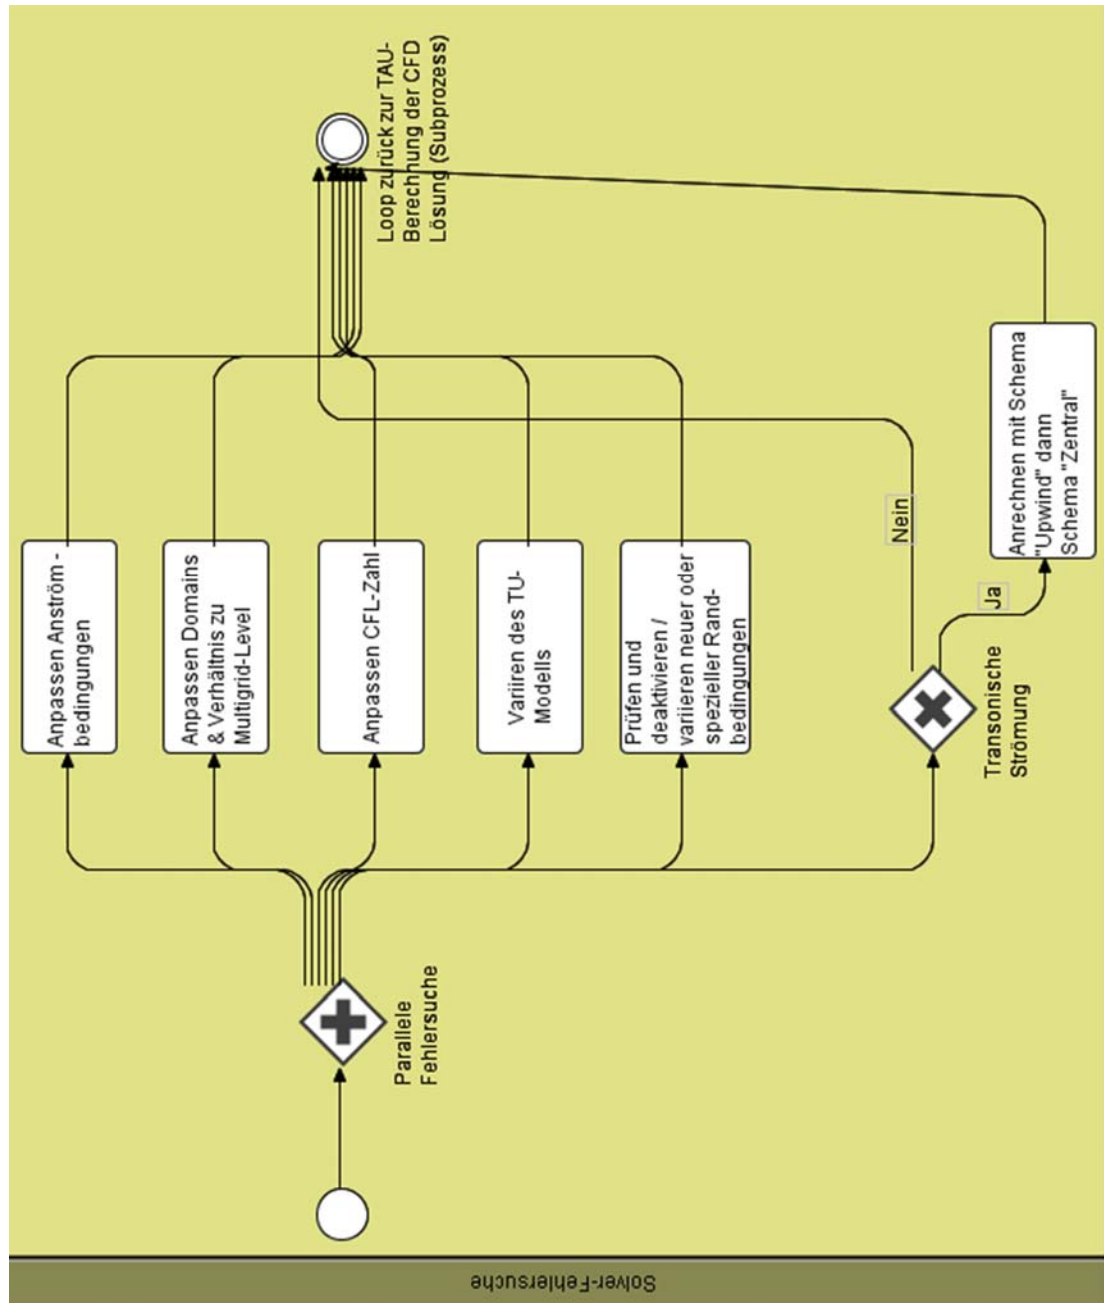 Solver-Fehlersuche
Parallele
Fehlersuche
Anpassen Anström -
bedingungen
Anpassen Domains
& Verhältnis zu
Multigrid-Level
Anpassen CFL-Zahl
Variiren des TU-
Modells
Prüfen und
deaktivieren /
variieren neuer oder
spezieller Rand-
bedingungen
Transonische
Strömung
Nein
Ja
Anrechnen mit Schema
"Upwind" dann
Schema "Zentral"
Loop zurück zur TAU-
Berechnung der CFD
Lösung (Subprozess)